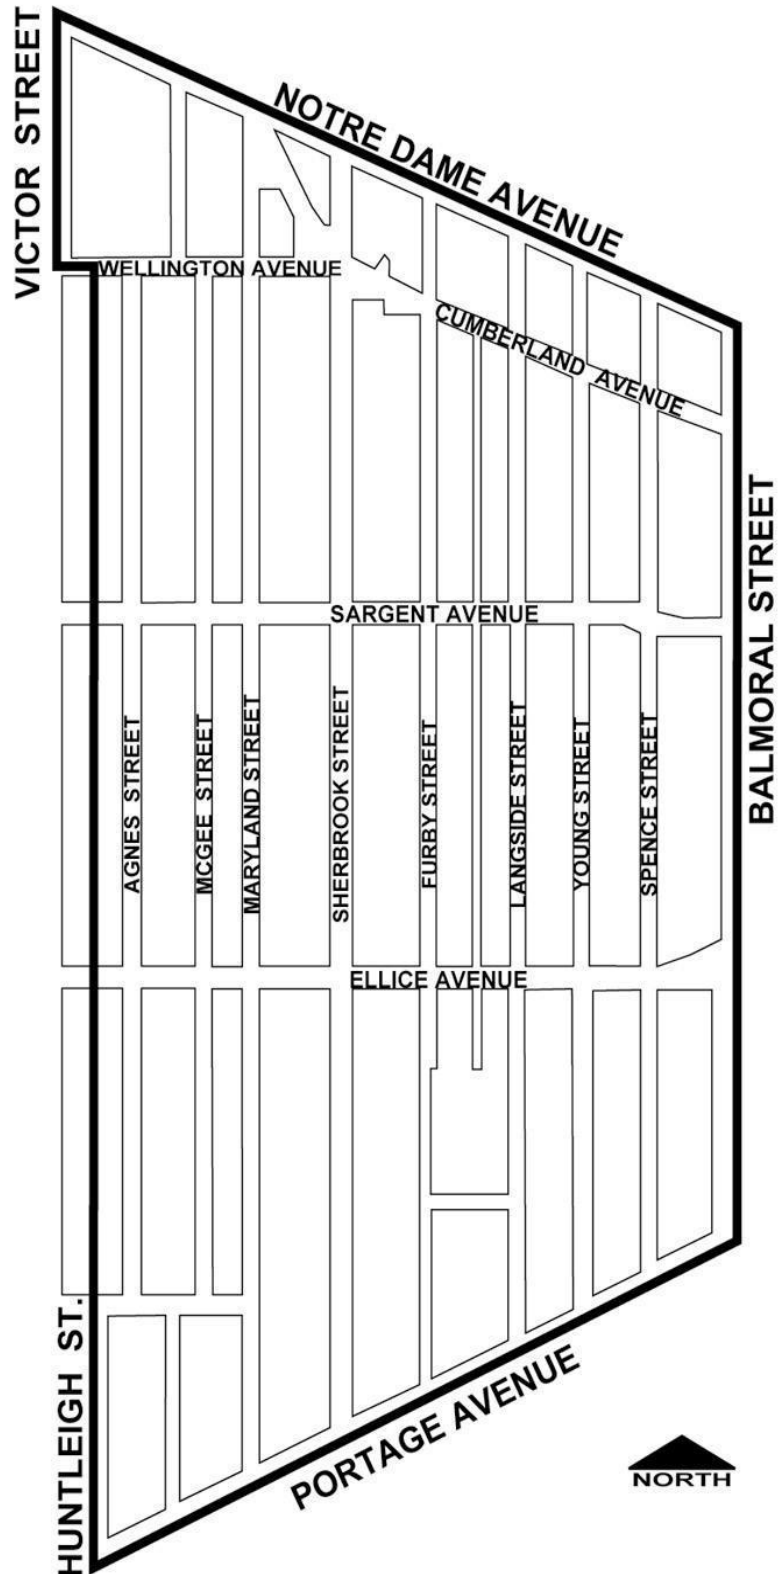 VICTOR STREET
NOTRE DAME AVENUE
WELLINGTON AVENUE
CUMBERLAND AVENUE
BALMORAL STREET
SARGENT AVENUE
AGNES STREET
MCGEE STREET
MARYLAND STREET
SHERBROOK STREET
FURBY STREET
LANGSIDE STREET
YOUNG STREET
SPENCE STREET
ELLICE AVENUE
HUNTLEIGH ST.
PORTAGE AVENUE
NORTH